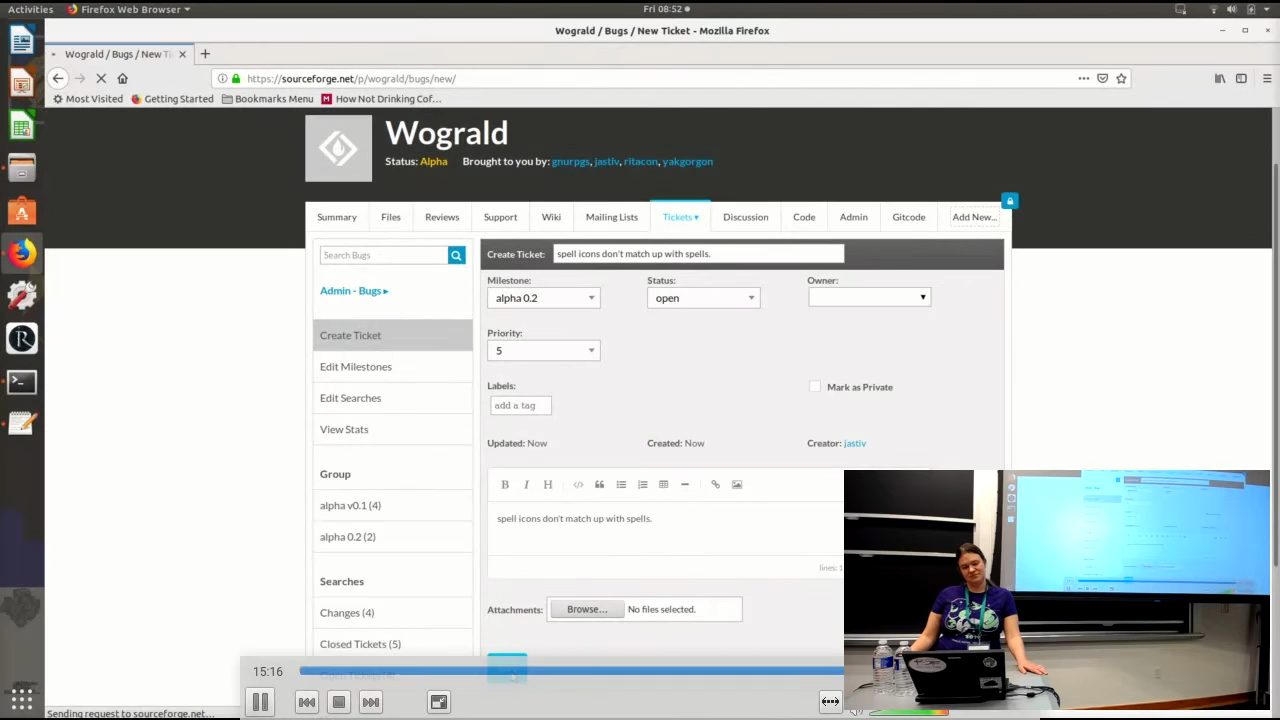 Activities Firefox Web Browser ▾ Fri 08:52
Wograld / Bugs / New Ticket - Mozilla Firefox
Wograld / Bugs / New Ti
https://sourceforge.net/p/wograld/bugs/new/
Most Visited Getting Started Bookmarks Menu How Not Drinking Cof...
Wograld
Status: Alpha Brought to you by: gnurpgs, jastiv, ritacon, yakgorgon
Summary Files Reviews Support Wiki Mailing Lists Tickets ▾ Discussion Code Admin Gitcode Add New...
Search Bugs
Admin - Bugs ▸
Create Ticket
Edit Milestones
Edit Searches
View Stats
Group
alpha v0.1 (4)
alpha 0.2 (2)
Searches
Changes (4)
Closed Tickets (5)
Create Ticket: spell icons don't match up with spells.
Milestone: Status: Owner:
alpha 0.2 open
Priority:
5
Labels: Mark as Private
add a tag
Updated: Now Created: Now Creator: jastiv
B I H
spell icons don't match up with spells.
lines: 1
Attachments: Browse... No files selected.
15:16
Sending request to sourceforge.net...